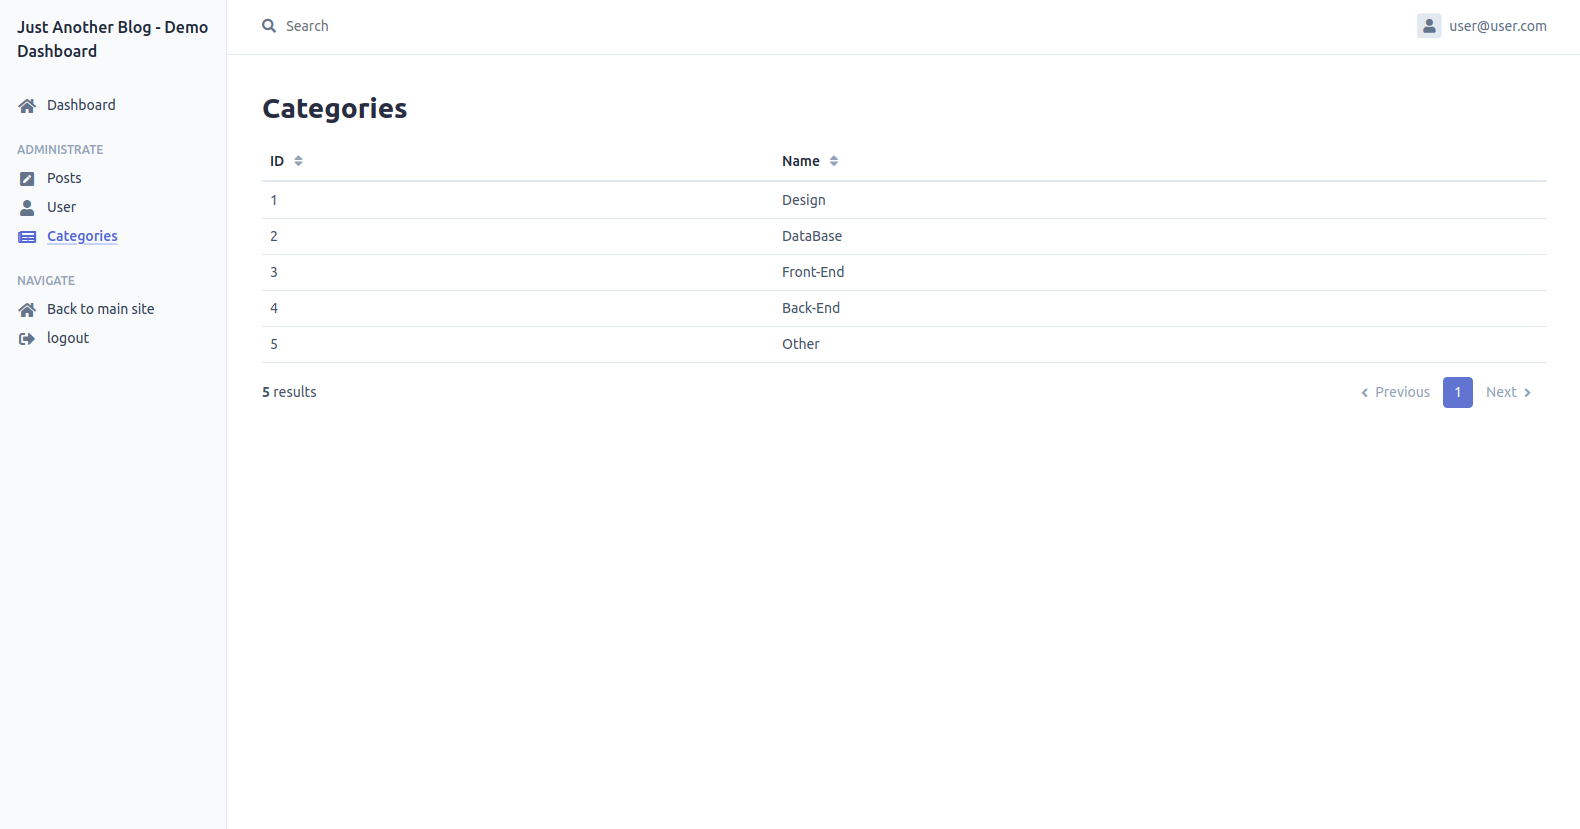 Just Another Blog - Demo
Dashboard
Dashboard
ADMINISTRATE
Posts
User
Categories
NAVIGATE
Back to main site
logout
Search
user@user.com
Categories
ID Name
1 Design
2 DataBase
3 Front-End
4 Back-End
5 Other
5 results
Previous 1 Next